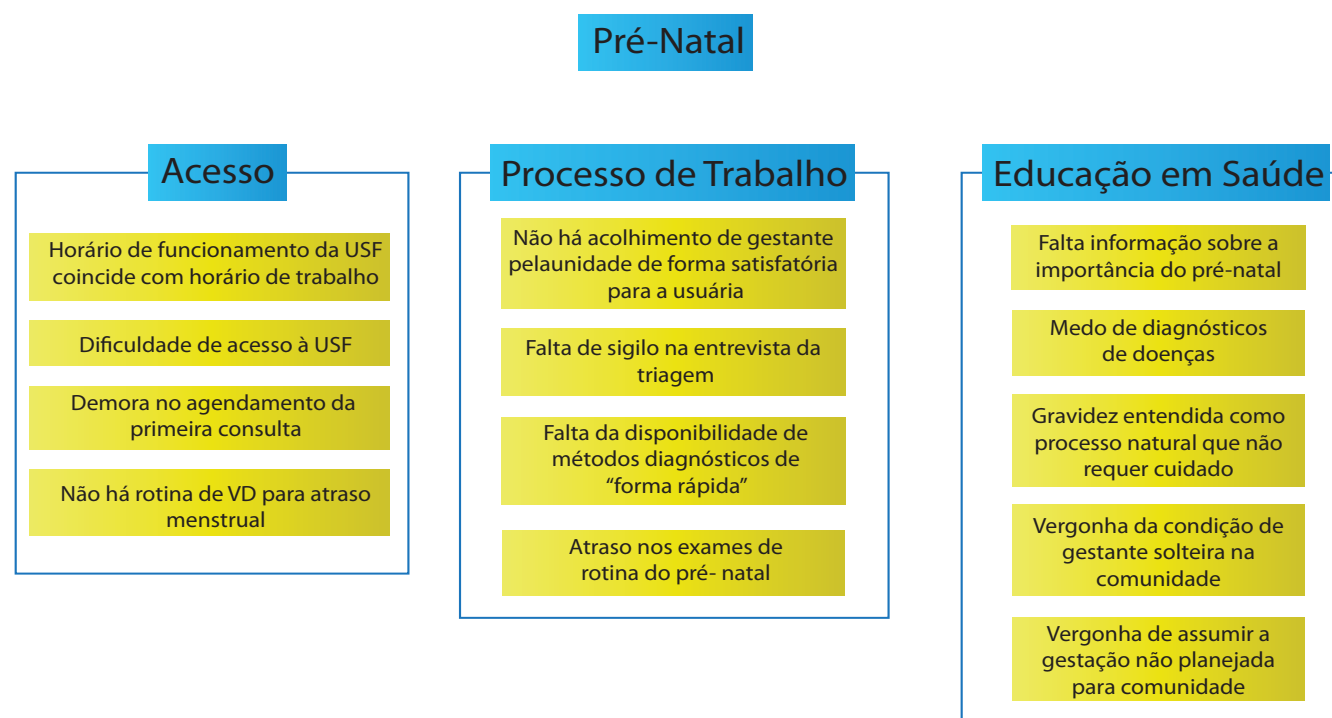 Pré-Natal
Acesso
Horário de funcionamento da USF
coincide com horário de trabalho
Dificuldade de acesso à USF
Demora no agendamento da
primeira consulta
Não há rotina de VD para atraso
menstrual
Processo de Trabalho
Não há acolhimento de gestante
pelaunidade de forma satisfatória
para a usuária
Falta de sigilo na entrevista da
triagem
Falta da disponibilidade de
métodos diagnósticos de
“forma rápida”
Atraso nos exames de
rotina do pré- natal
Educação em Saúde
Falta informação sobre a
importância do pré-natal
Medo de diagnósticos
de doenças
Gravidez entendida como
processo natural que não
requer cuidado
Vergonha da condição de
gestante solteira na
comunidade
Vergonha de assumir a
gestação não planejada
para comunidade